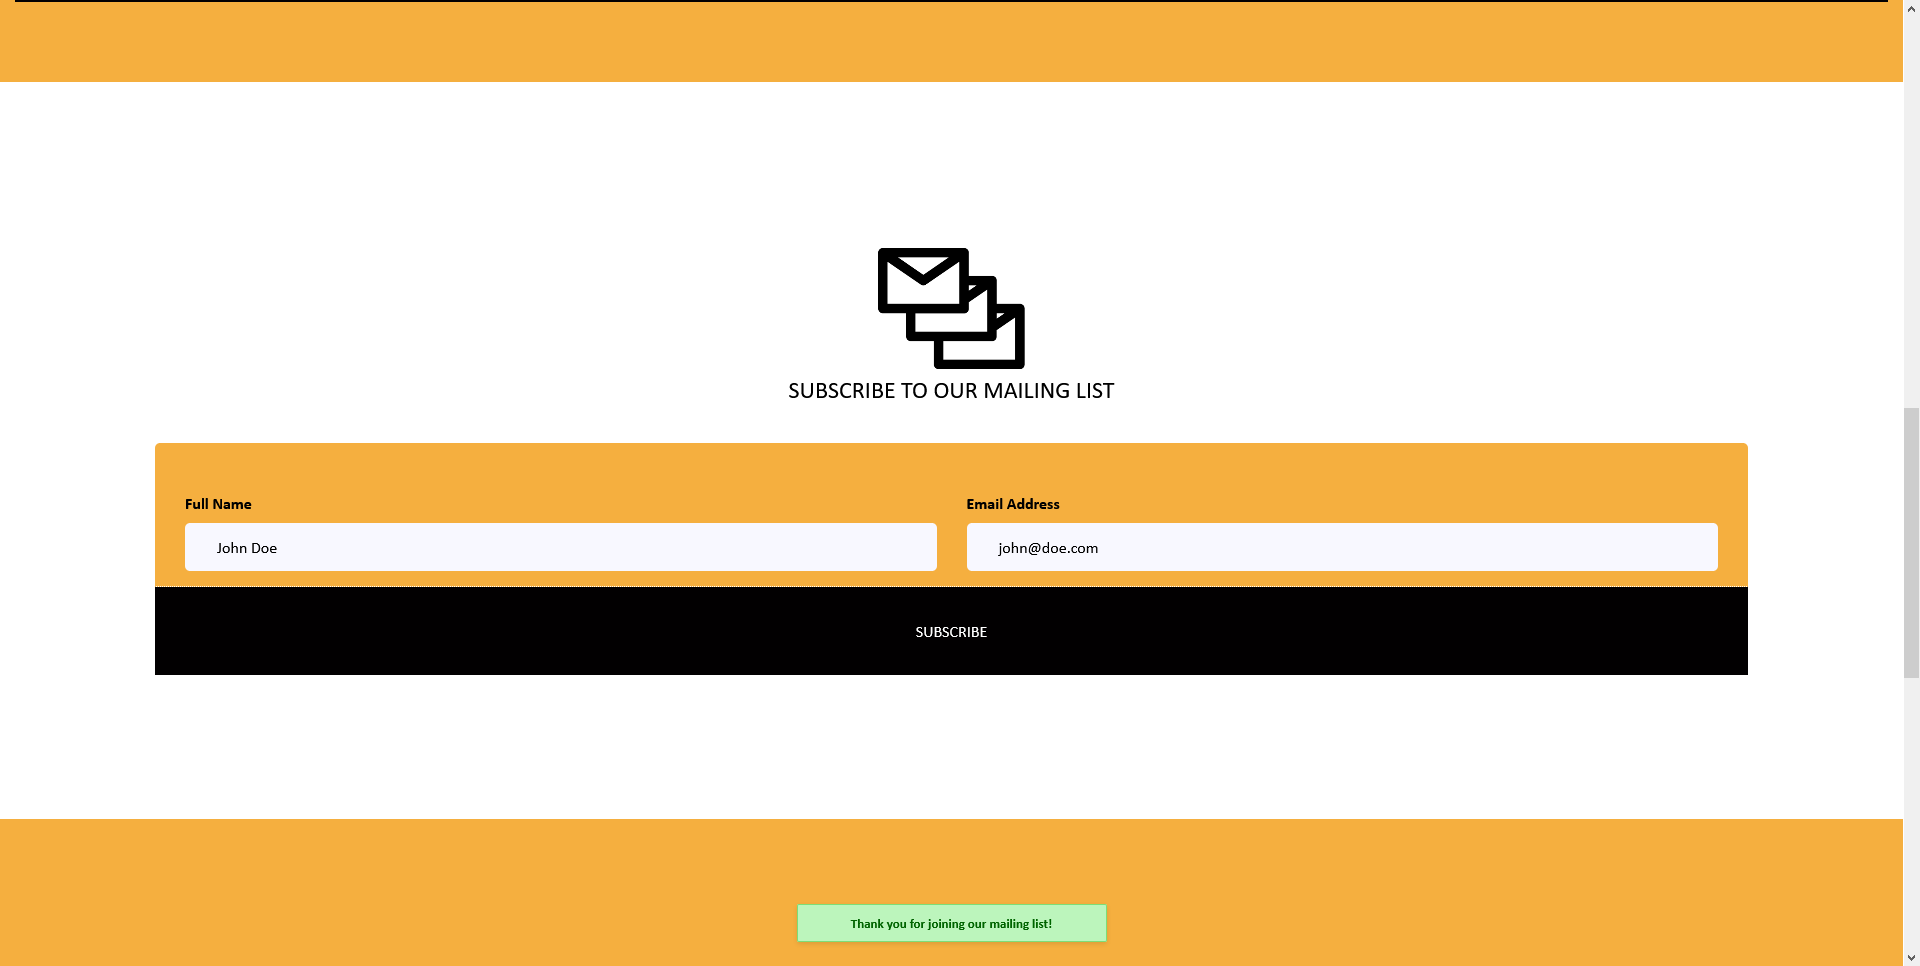 SUBSCRIBE TO OUR MAILING LIST
Full Name
Email Address
John Doe
john@doe.com
SUBSCRIBE
Thank you for joining our mailing list!